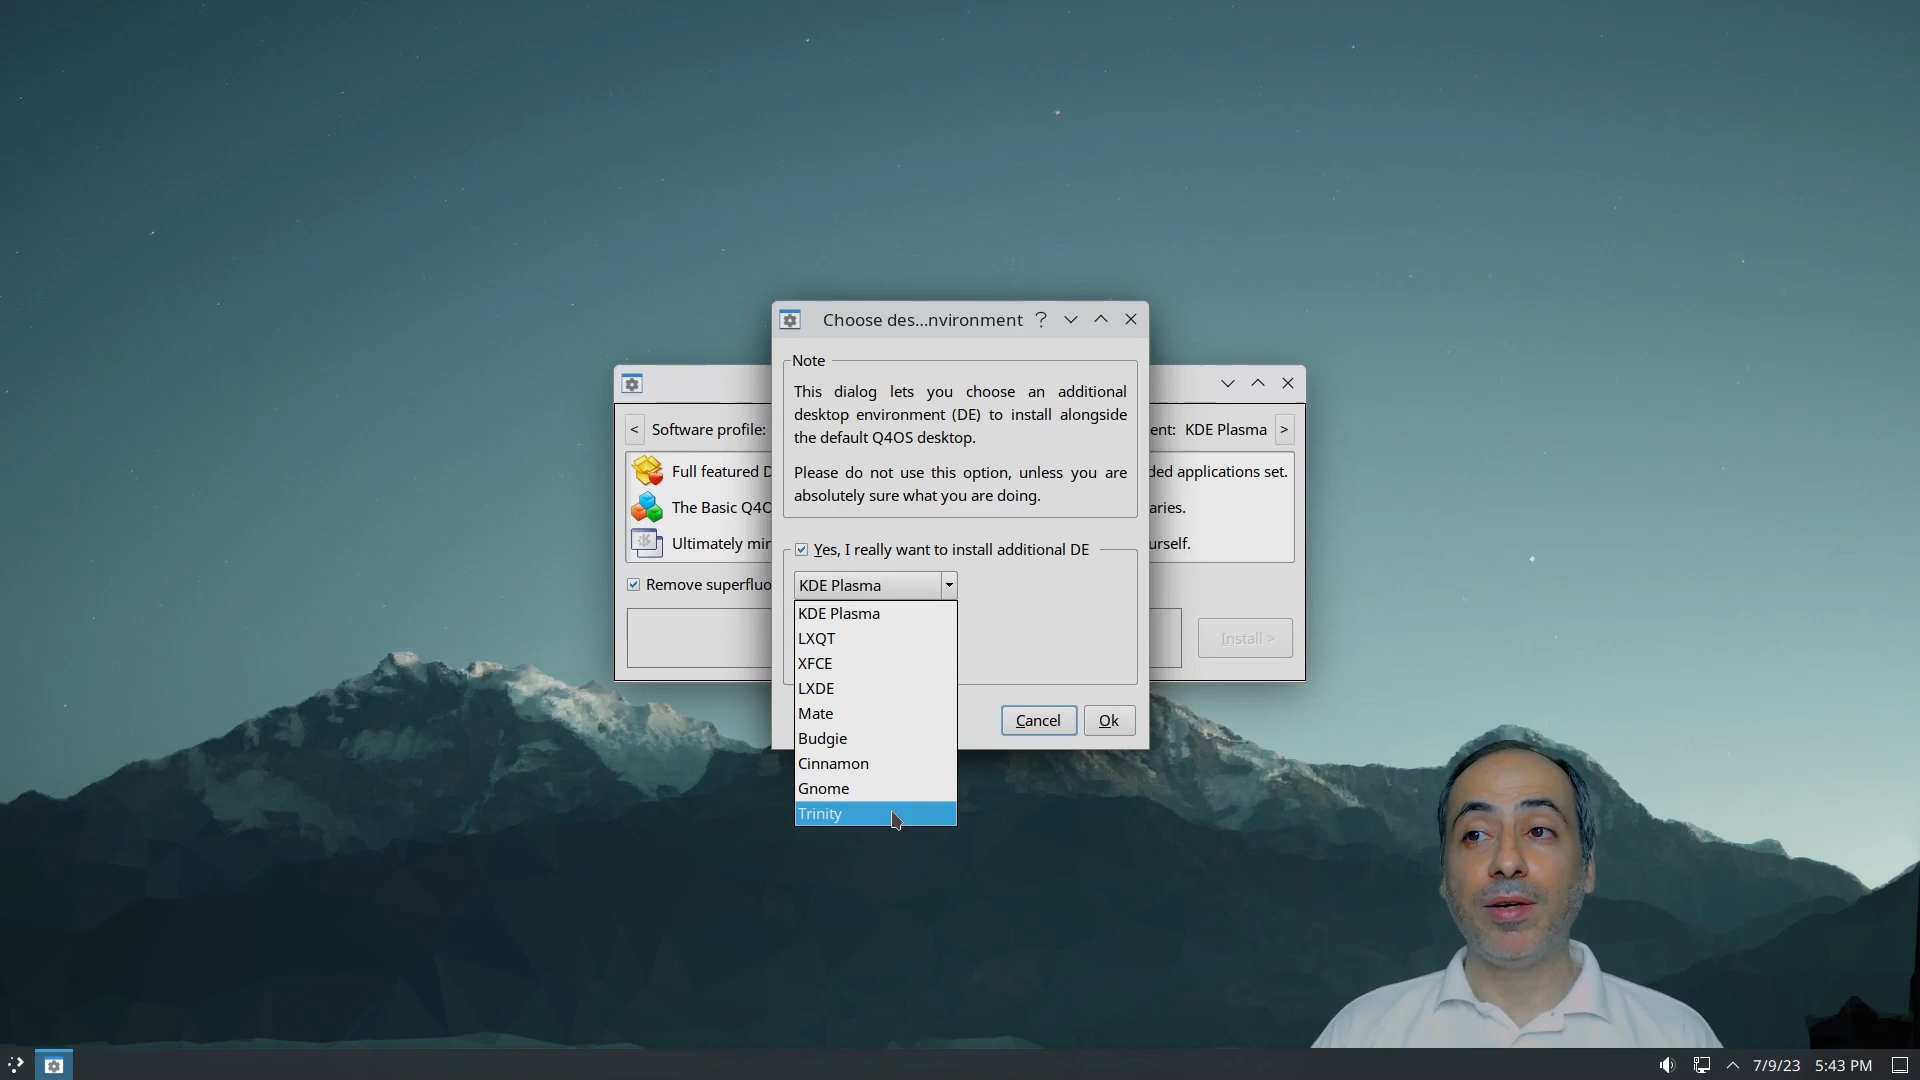 Choose des...nvironment
Note
This dialog lets you choose an additional
desktop environment (DE) to install alongside
the default Q4OS desktop.
Please do not use this option, unless you are
absolutely sure what you are doing.
Yes, I really want to install additional DE
KDE Plasma
KDE Plasma
LXQT
XFCE
LXDE
Mate
Budgie
Cinnamon
Gnome
Trinity
Cancel Ok
< Software profile:
ent: KDE Plasma >
Full featured D
ded applications set.
The Basic Q4O
aries.
Ultimately min
urself.
Remove superfluo
Install >
7/9/23 5:43 PM